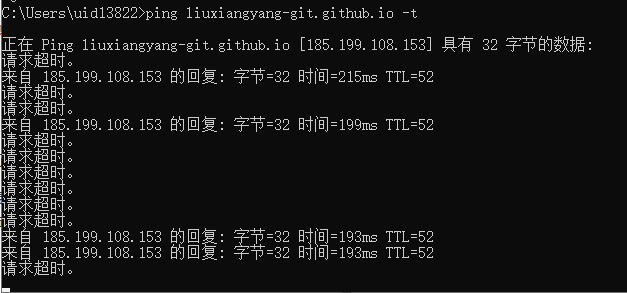 C:\Users\uid13822>ping liuxiangyang-git.github.io -t
正在 Ping liuxiangyang-git.github.io [185.199.108.153] 具有 32 字节的数据:
请求超时。
来自 185.199.108.153 的回复: 字节=32 时间=215ms TTL=52
请求超时。
请求超时。
来自 185.199.108.153 的回复: 字节=32 时间=199ms TTL=52
请求超时。
请求超时。
请求超时。
请求超时。
请求超时。
请求超时。
来自 185.199.108.153 的回复: 字节=32 时间=193ms TTL=52
来自 185.199.108.153 的回复: 字节=32 时间=193ms TTL=52
请求超时。